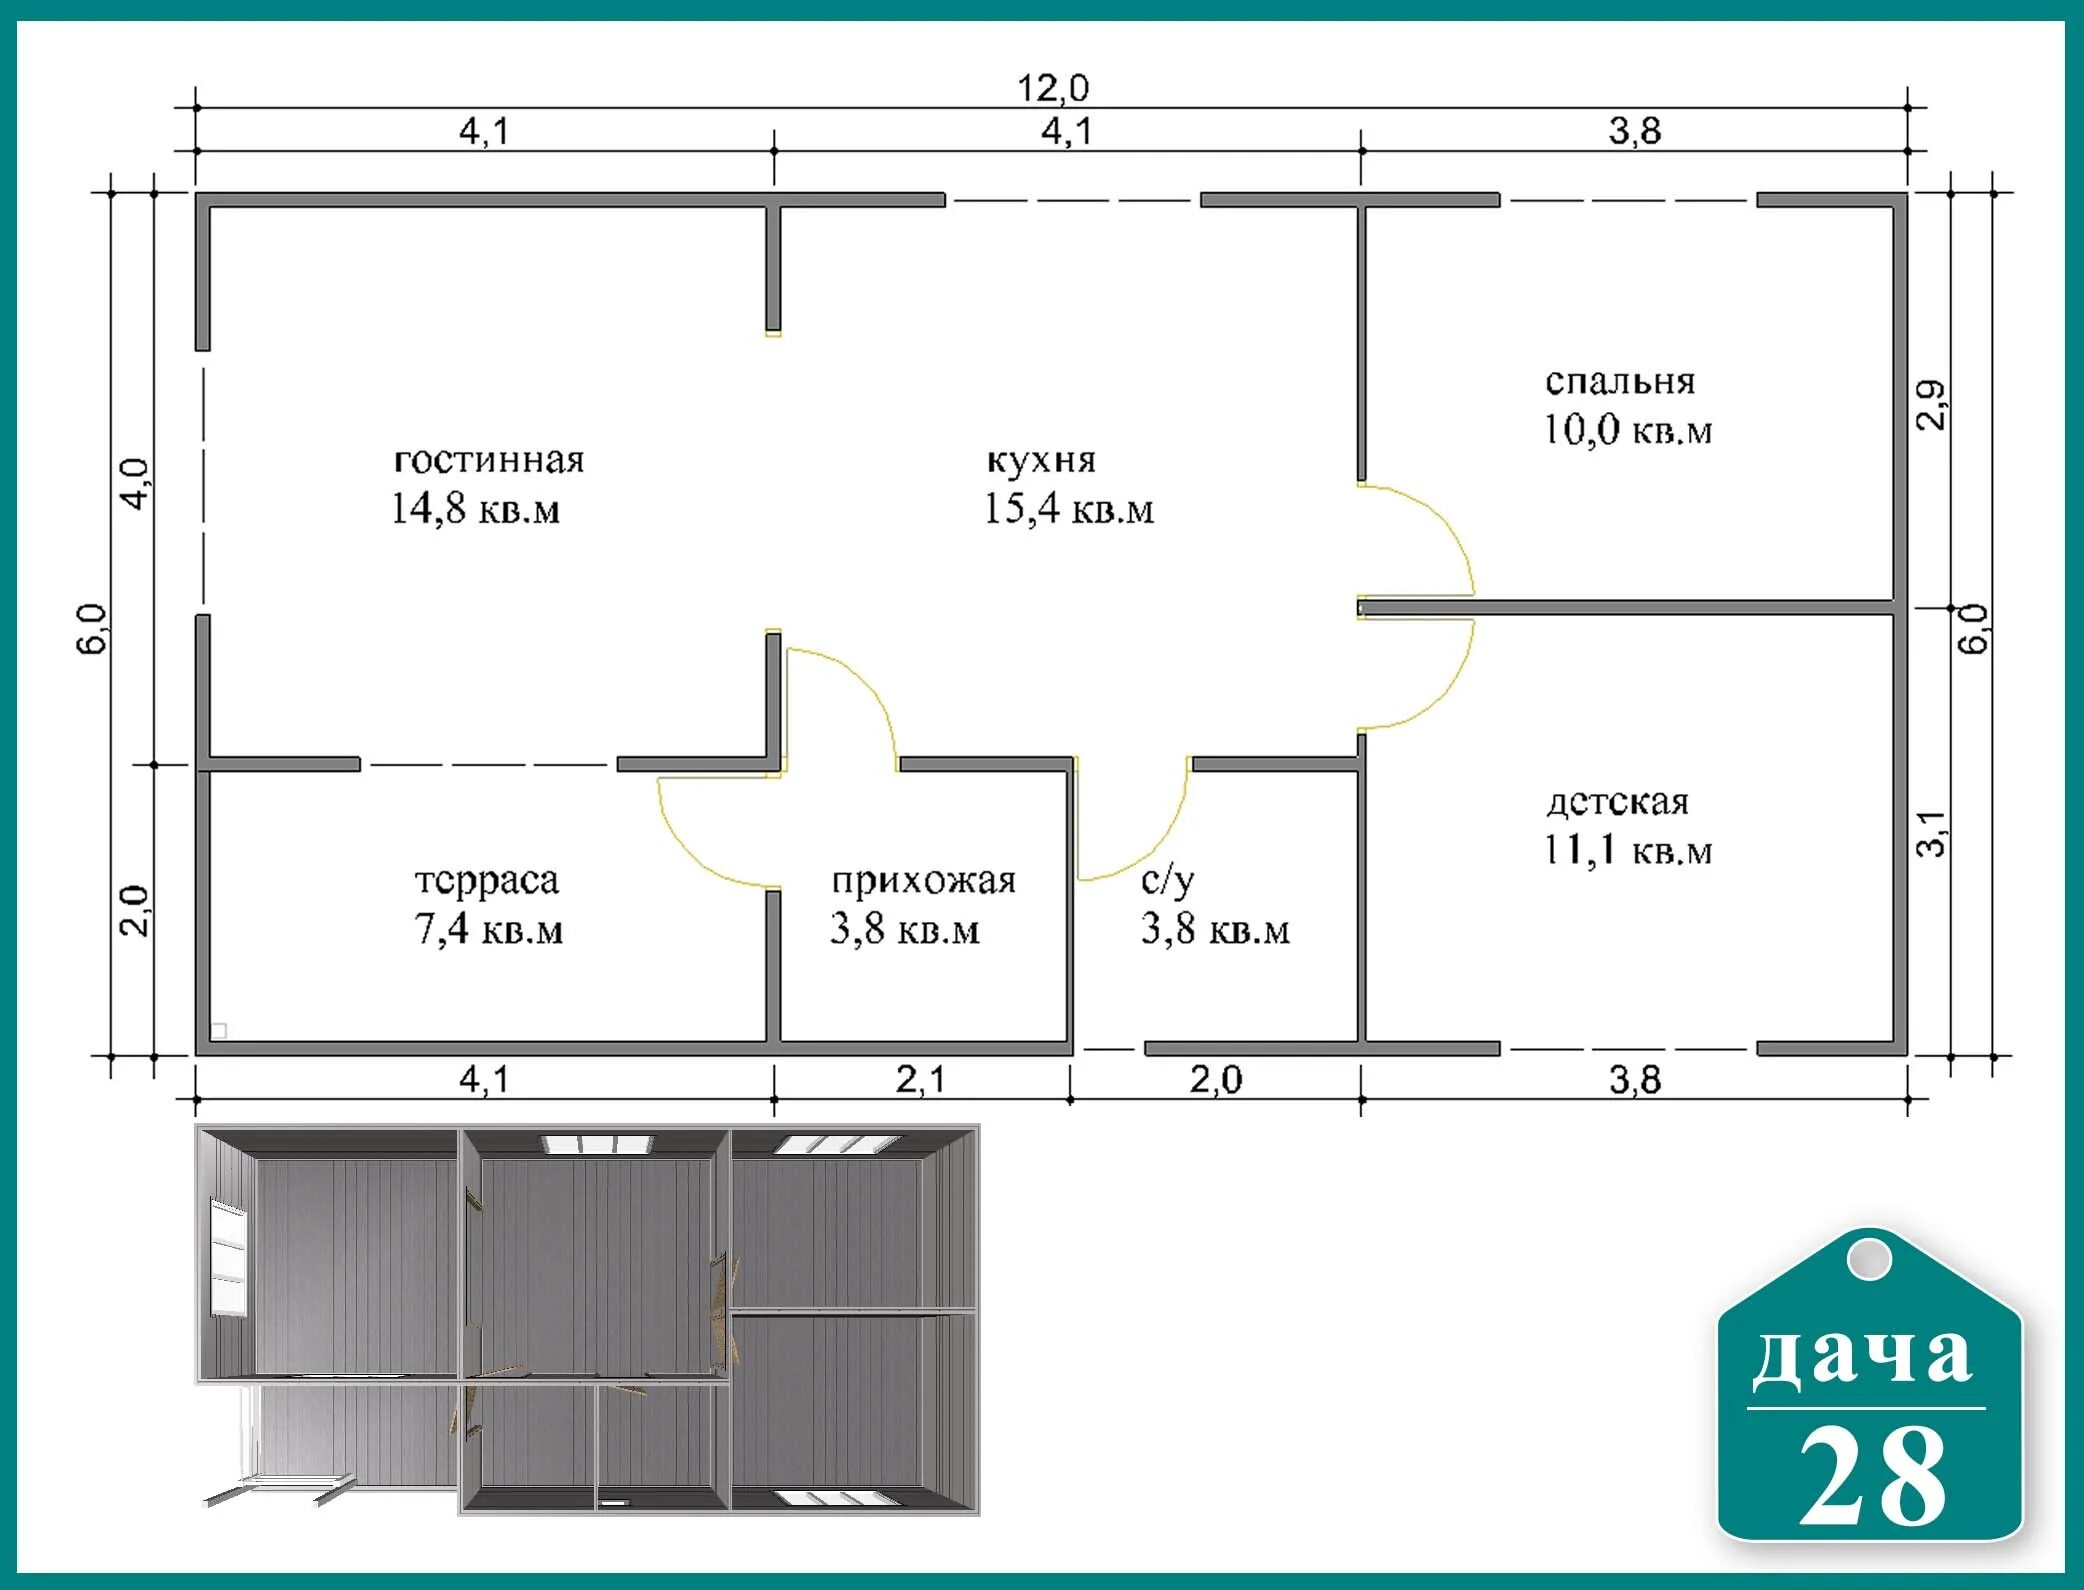 12,0
4,1
4,1
3,8
гостинная
14,8 кв.м
кухня
15,4 кв.м
спальня
10,0 кв.м
4,0
6,0
2,0
2,9
6,0
3,1
терраса
7,4 кв.м
прихожая
3,8 кв.м
с/у
3,8 кв.м
детская
11,1 кв.м
4,1
2,1
2,0
3,8
дача
28